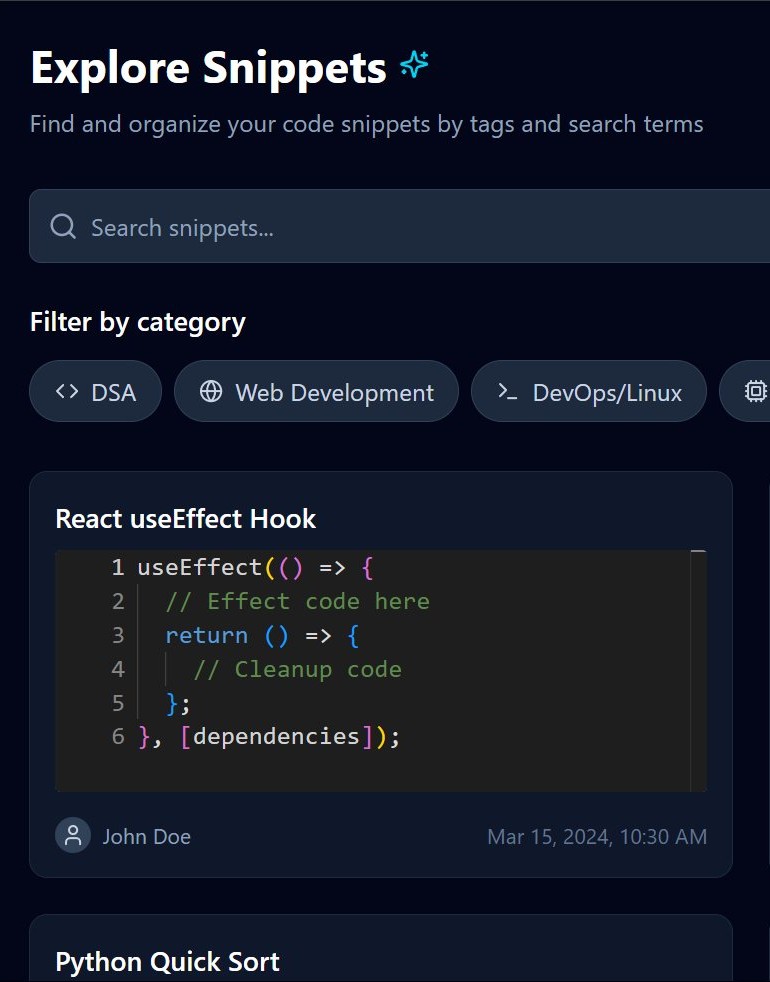 Explore Snippets
Find and organize your code snippets by tags and search terms
Search snippets...
Filter by category
DSA
Web Development
DevOps/Linux
React useEffect Hook
1 useEffect(() => {
2   // Effect code here
3   return () => {
4     // Cleanup code
5   };
6 }, [dependencies]);
John Doe
Mar 15, 2024, 10:30 AM
Python Quick Sort